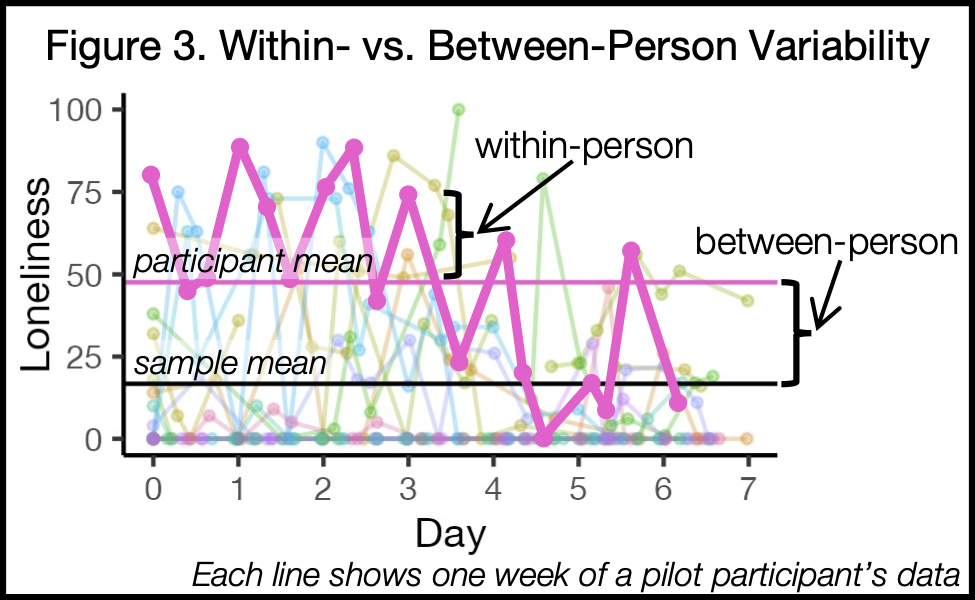 Figure 3. Within- vs. Between-Person Variability
100
75
50
25
0
Loneliness
within-person
between-person
participant mean
sample mean
0 1 2 3 4 5 6 7
Day
Each line shows one week of a pilot participant's data